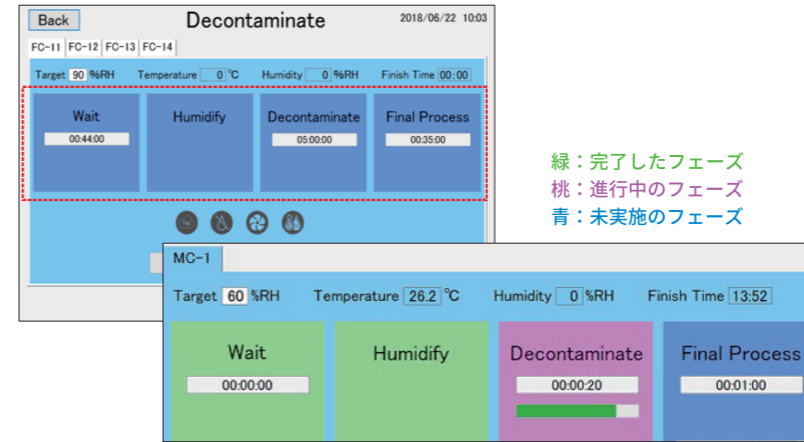 Back Decontaminate 2018/06/22 10:03
FC-11 FC-12 FC-13 FC-14
Target 90 %RH Temperature 0 ℃ Humidity 0 %RH Finish Time 00:00
Wait Humidify Decontaminate Final Process
00:44:00 05:00:00 00:35:00
緑：完了したフェーズ
桃：進行中のフェーズ
青：未実施のフェーズ
MC-1
Target 60 %RH Temperature 26.2 ℃ Humidity 0 %RH Finish Time 13:52
Wait Humidify Decontaminate Final Process
00:00:00 00:00:20 00:01:00